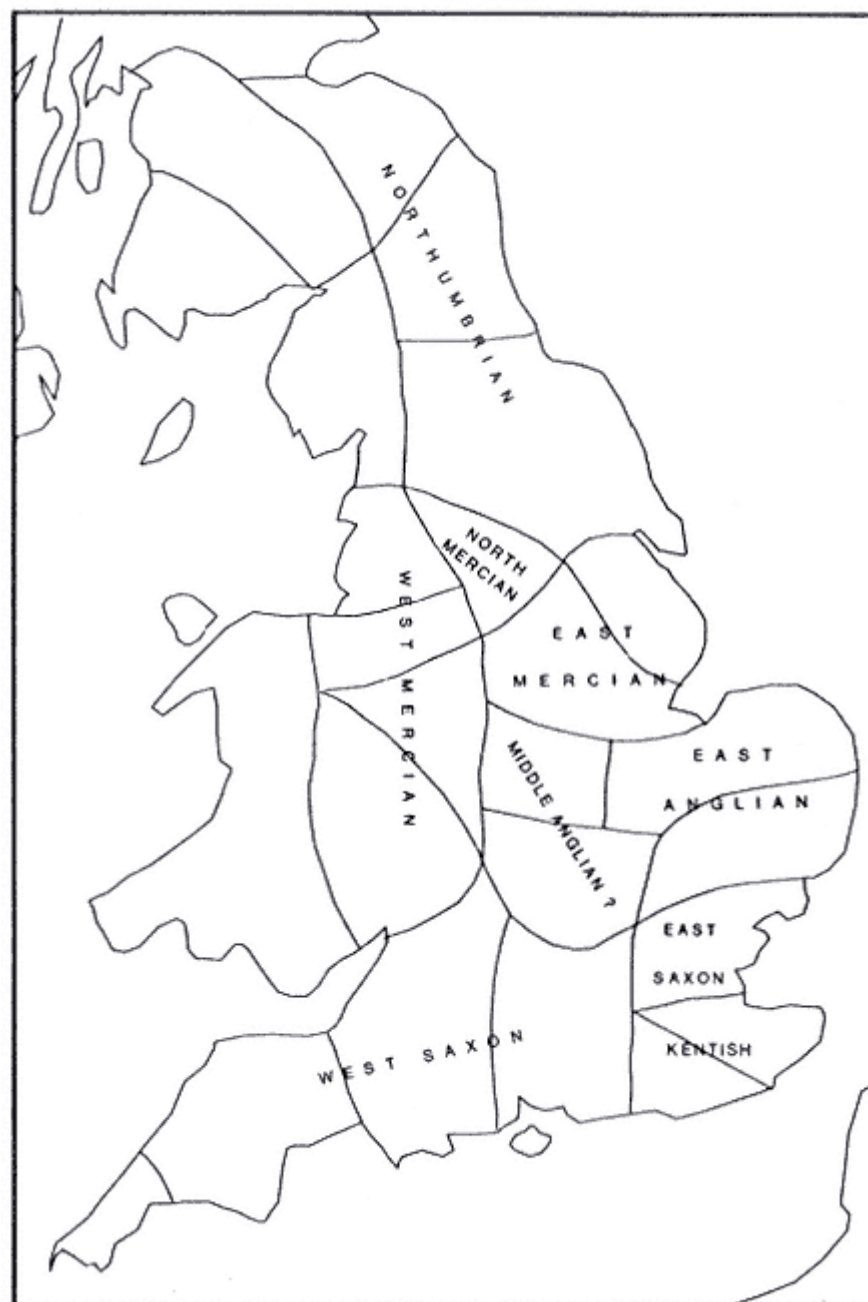 NORTHUMBRIAN
NORTH
MERCIAN
WEST MERCIAN
EAST
MERCIAN
MIDDLE ANGLIAN ?
EAST
ANGLIAN
EAST
SAXON
WEST SAXON
KENTISH